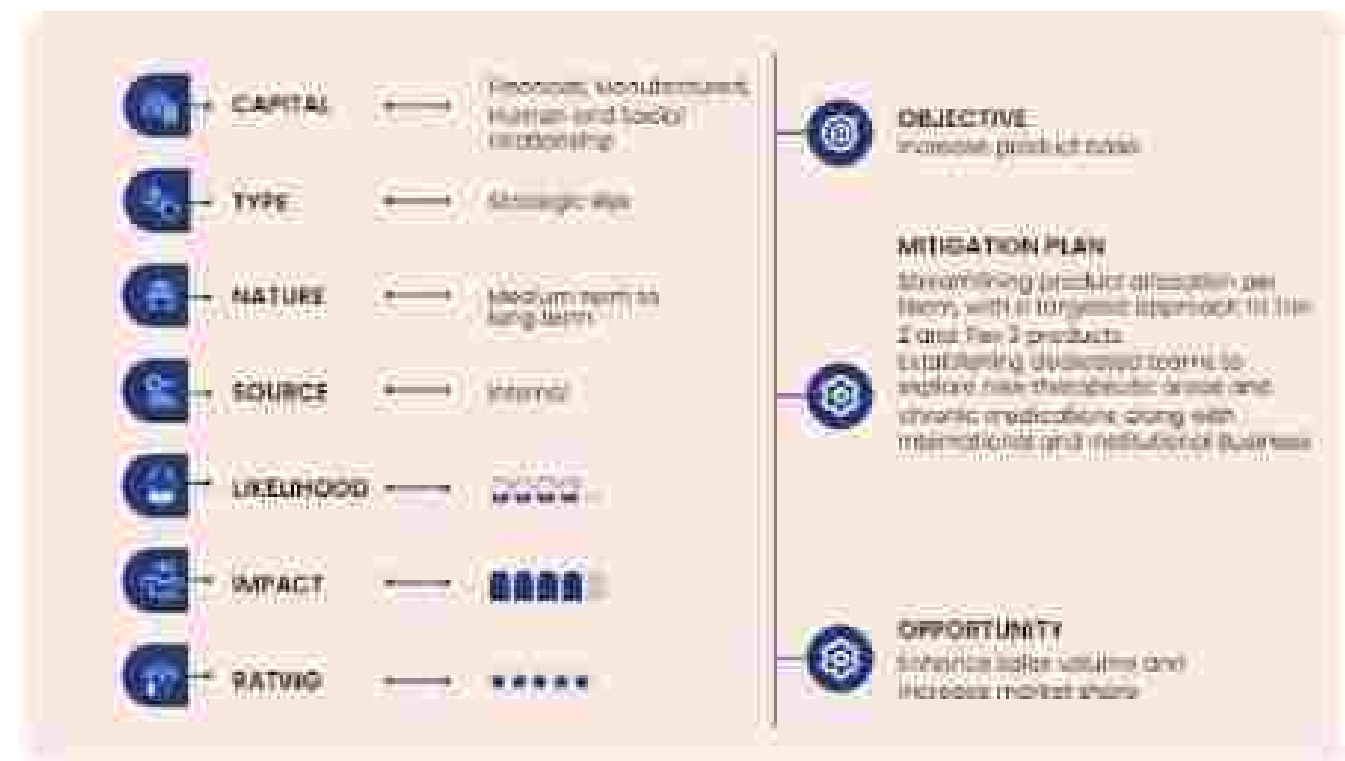 CAPITAL
Financial, Manufactured,
Human and Social
relationship
TYPE
Strategic Risk
NATURE
Medium term to
long term
SOURCE
Internal
LIKELIHOOD
IMPACT
RATING
OBJECTIVE
Increase product base
MITIGATION PLAN
Streamlining product allocation per
team, with a targeted approach to Tier
2 and Tier 3 products
Establishing dedicated teams to
explore new therapeutic areas and
chronic medications along with
international and institutional Business
OPPORTUNITY
Enhance sales volume and
increase market share